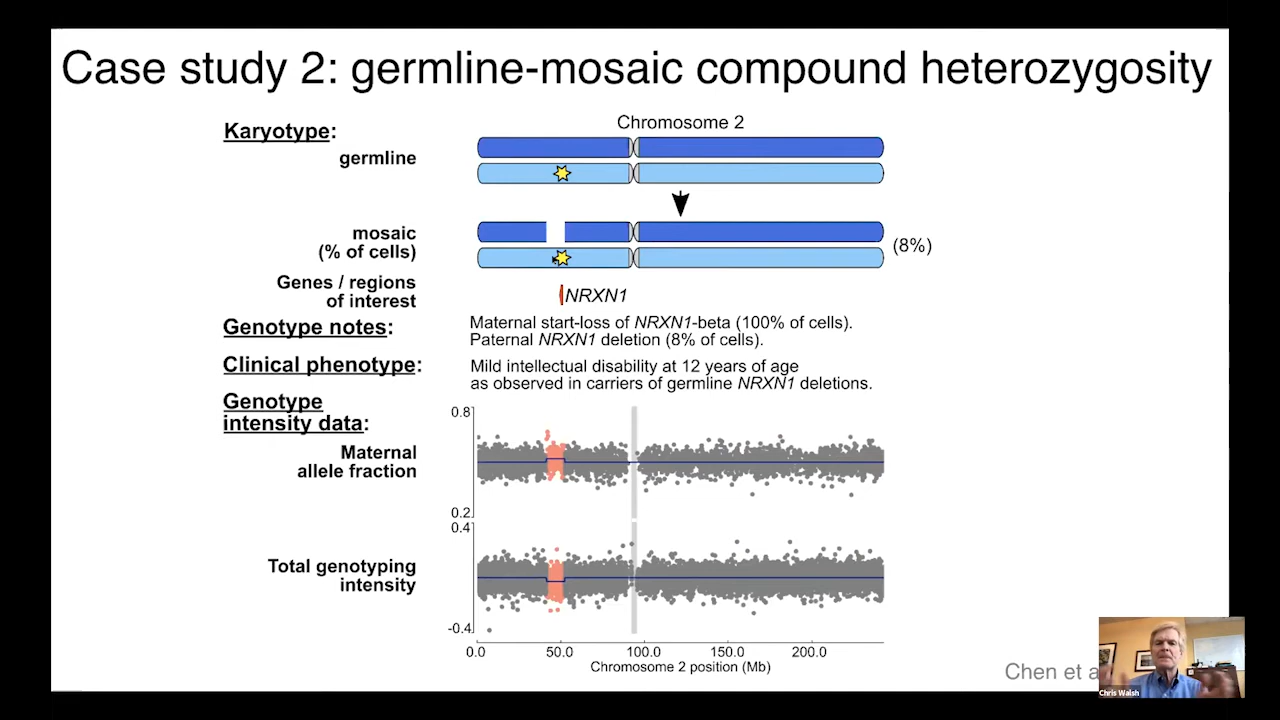 Case study 2: germline-mosaic compound heterozygosity
Karyotype:
Chromosome 2
germline
mosaic
(% of cells)
(8%)
Genes / regions
of interest
NRXN1
Genotype notes:
Maternal start-loss of NRXN1-beta (100% of cells).
Paternal NRXN1 deletion (8% of cells).
Clinical phenotype:
Mild intellectual disability at 12 years of age
as observed in carriers of germline NRXN1 deletions.
Genotype
intensity data:
Maternal
allele fraction
0.8
0.2
Total genotyping
intensity
0.4
-0.4
0.0 50.0 100.0 150.0 200.0
Chromosome 2 position (Mb)
Chen et
Chris Walsh